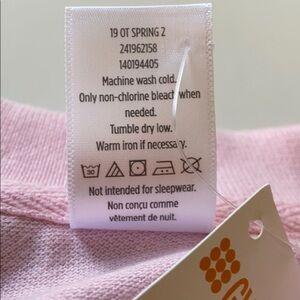 19 OT SPRING 2
241962158
140194405
Machine wash cold.
Only non-chlorine bleach when
needed.
Tumble dry low.
Warm iron if necessary.
30
Not intended for sleepwear.
Non conçu comme
vêtement de nuit.